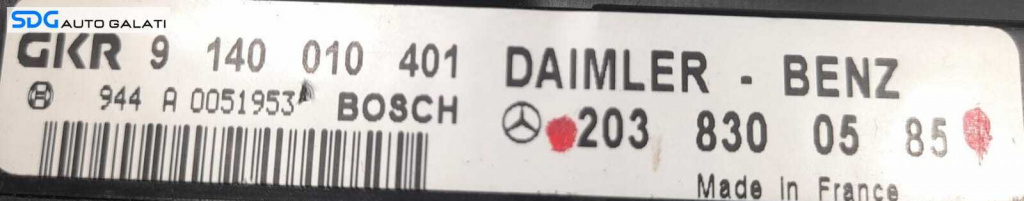 SDG AUTO GALATI
GKR 9 140 010 401
944 A 0051953 BOSCH
DAIMLER - BENZ
203 830 05 85
Made in France